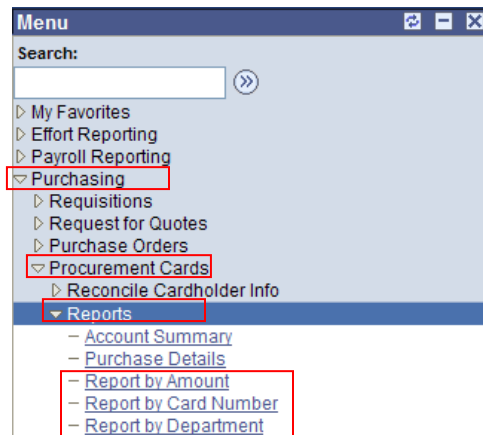 Menu
Search:
My Favorites
Effort Reporting
Payroll Reporting
Purchasing
Requisitions
Request for Quotes
Purchase Orders
Procurement Cards
Reconcile Cardholder Info
Reports
– Account Summary
– Purchase Details
– Report by Amount
– Report by Card Number
– Report by Department